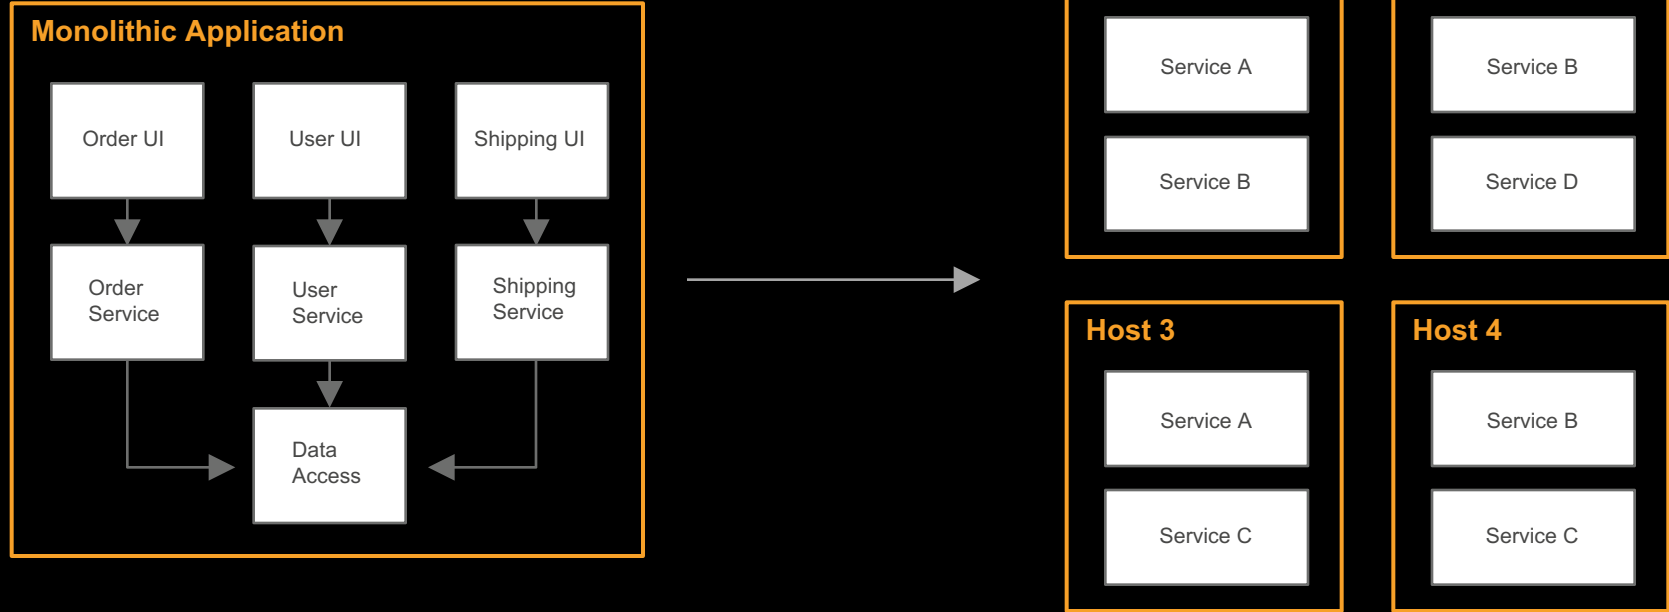 Monolithic Application
Order UI
User UI
Shipping UI
Order
Service
User
Service
Shipping
Service
Data
Access
Service A
Service B
Service B
Service D
Host 3
Service A
Service C
Host 4
Service B
Service C